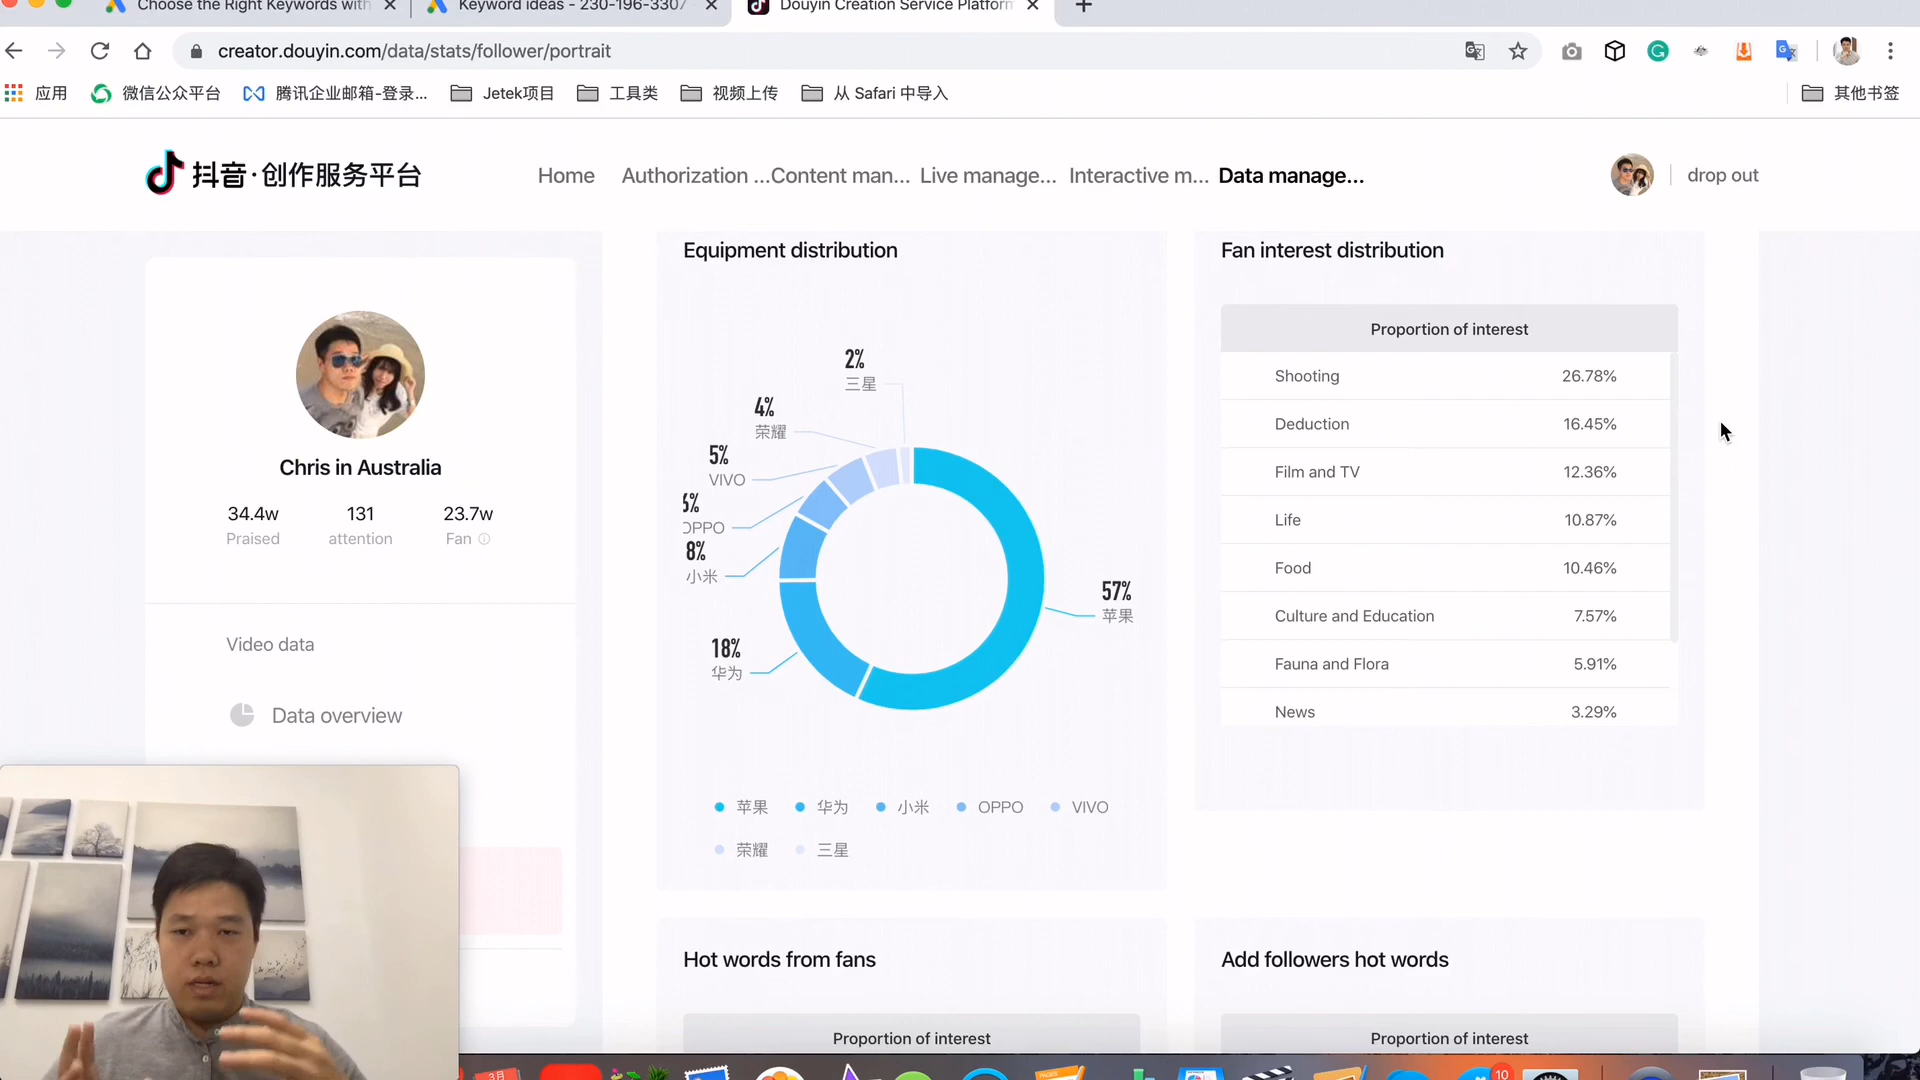 Choose the Right Keywords with
Keyword ideas - 230-196-3307
Douyin Creation Service Platform
creator.douyin.com/data/stats/follower/portrait
应用
微信公众平台
腾讯企业邮箱-登录...
Jetek项目
工具类
视频上传
从 Safari 中导入
其他书签
抖音·创作服务平台
Home
Authorization ...
Content man...
Live manage...
Interactive m...
Data manage...
drop out
Chris in Australia
34.4w
131
23.7w
Praised
attention
Fan
Video data
Data overview
Equipment distribution
2%
三星
4%
荣耀
5%
VIVO
6%
OPPO
8%
小米
18%
华为
57%
苹果
苹果
华为
小米
OPPO
VIVO
荣耀
三星
Fan interest distribution
Proportion of interest
Shooting 26.78%
Deduction 16.45%
Film and TV 12.36%
Life 10.87%
Food 10.46%
Culture and Education 7.57%
Fauna and Flora 5.91%
News 3.29%
Hot words from fans
Proportion of interest
Add followers hot words
Proportion of interest
3月
PAGES
10